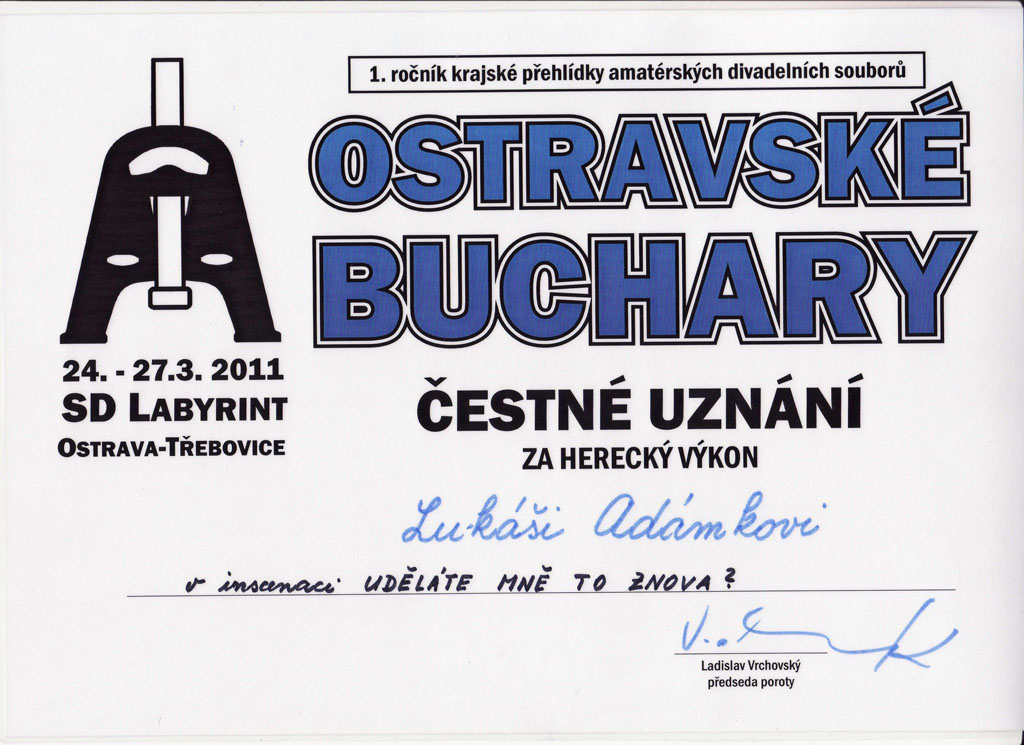 1. ročník krajské přehlídky amatérských divadelních souborů
OSTRAVSKÉ
BUCHARY
24. - 27.3. 2011
SD LABYRINT
OSTRAVA-TŘEBOVICE
ČESTNÉ UZNÁNÍ
ZA HERECKÝ VÝKON
Lukáši Adámkovi
v inscenaci UDĚLÁTE MNĚ TO ZNOVA?
Ladislav Vrchovský
předseda poroty